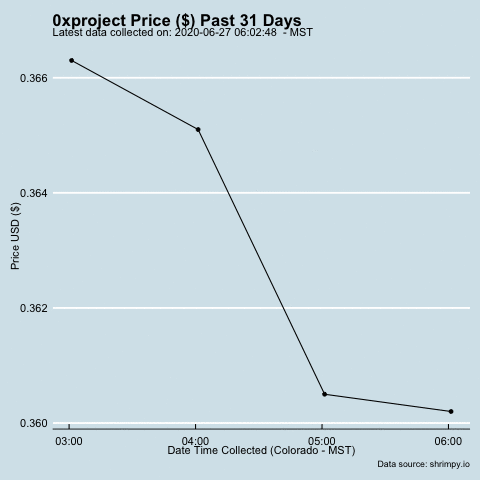 0xproject Price ($) Past 31 Days
Latest data collected on: 2020-06-27 06:02:48  - MST
0.366
0.364
0.362
0.360
Price USD ($)
03:00 04:00 05:00 06:00
Date Time Collected (Colorado - MST)
Data source: shrimpy.io